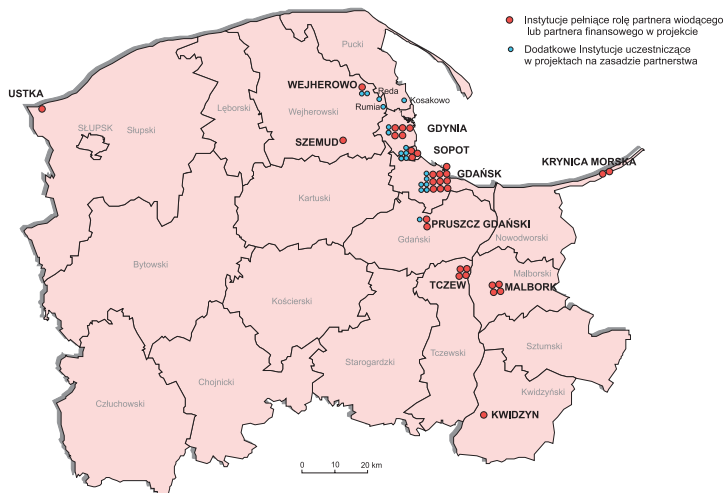 Instytucje pełniące rolę partnera wiodącego
lub partnera finansowego w projekcie
Dodatkowe Instytucje uczestniczące
w projektach na zasadzie partnerstwa
Pucki
USTKA
WEJHEROWO
Reda
Kosakowo
Rumia
Lęborski
Wejherowski
SŁUPSK
Słupski
GDYNIA
SZEMUD
SOPOT
KRYNICA MORSKA
GDAŃSK
Kartuski
PRUSZCZ GDAŃSKI
Gdański
Nowodworski
Bytowski
Malborski
TCZEW
MALBORK
Kościerski
Sztumski
Tczewski
Starogardzki
Chojnicki
Kwidzyński
Człuchowski
KWIDZYN
0 10 20 km